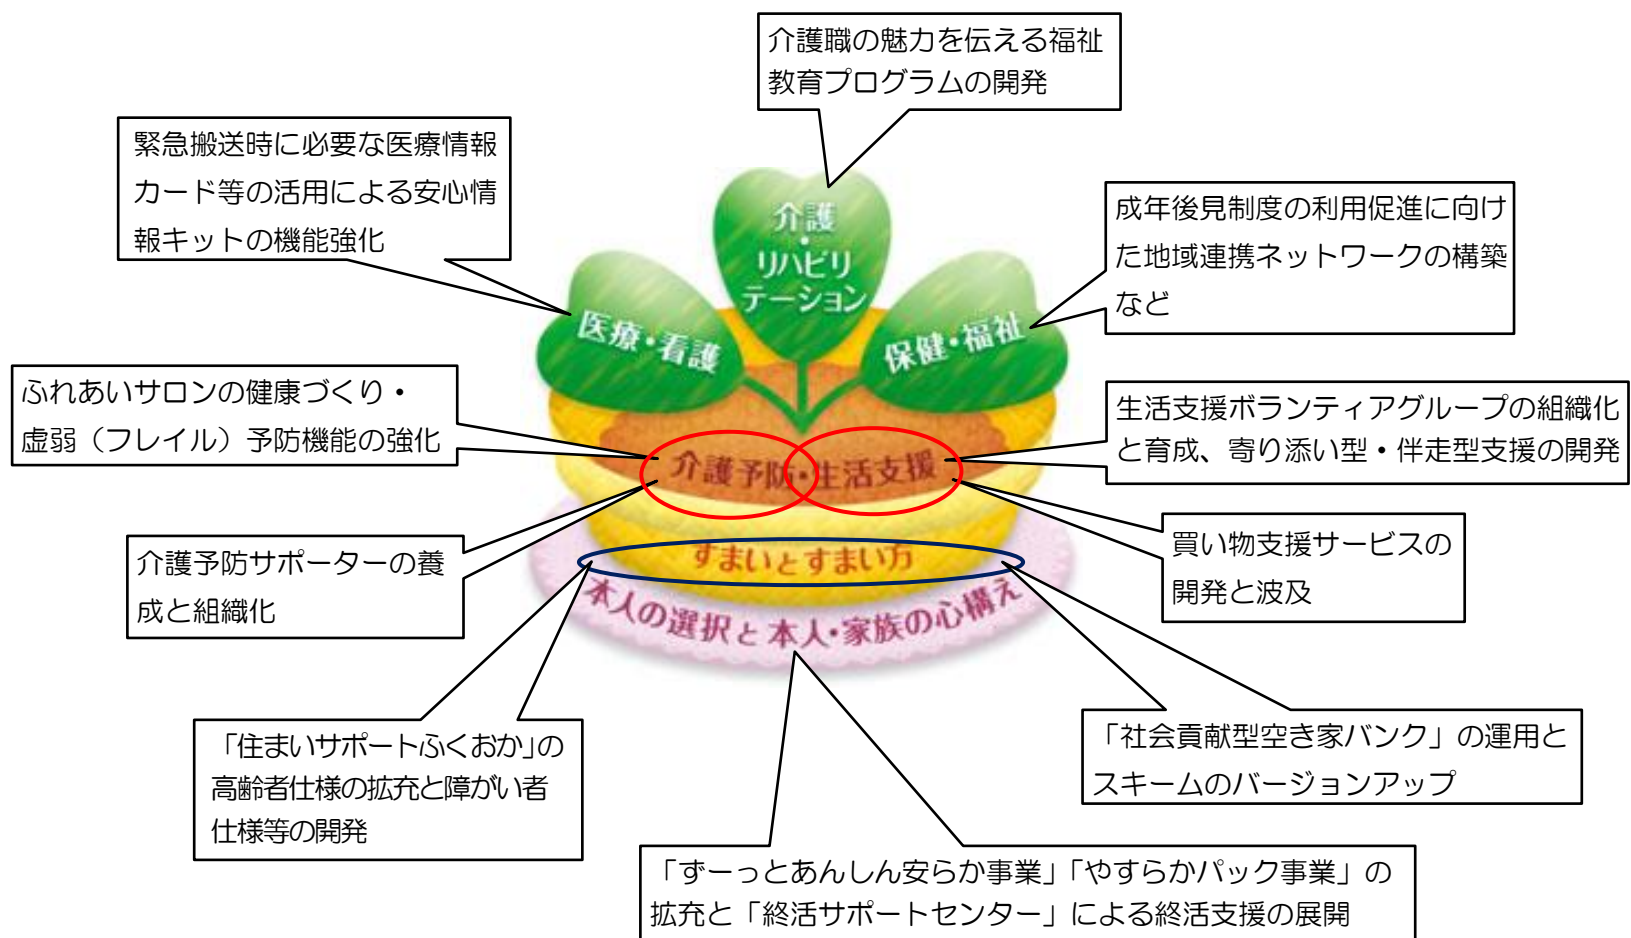 介護職の魅力を伝える福祉
教育プログラムの開発
緊急搬送時に必要な医療情報
カード等の活用による安心情
報キットの機能強化
成年後見制度の利用促進に向け
た地域連携ネットワークの構築
など
介護
・
リハビリ
テーション
医療・看護
保健・福祉
ふれあいサロンの健康づくり・
虚弱（フレイル）予防機能の強化
生活支援ボランティアグループの組織化
と育成、寄り添い型・伴走型支援の開発
介護予防・生活支援
介護予防サポーターの養
成と組織化
買い物支援サービスの
開発と波及
すまいとすまい方
本人の選択と本人・家族の心構え
「住まいサポートふくおか」の
高齢者仕様の拡充と障がい者
仕様等の開発
「社会貢献型空き家バンク」の運用と
スキームのバージョンアップ
「ずーっとあんしん安らか事業」「やすらかパック事業」の
拡充と「終活サポートセンター」による終活支援の展開